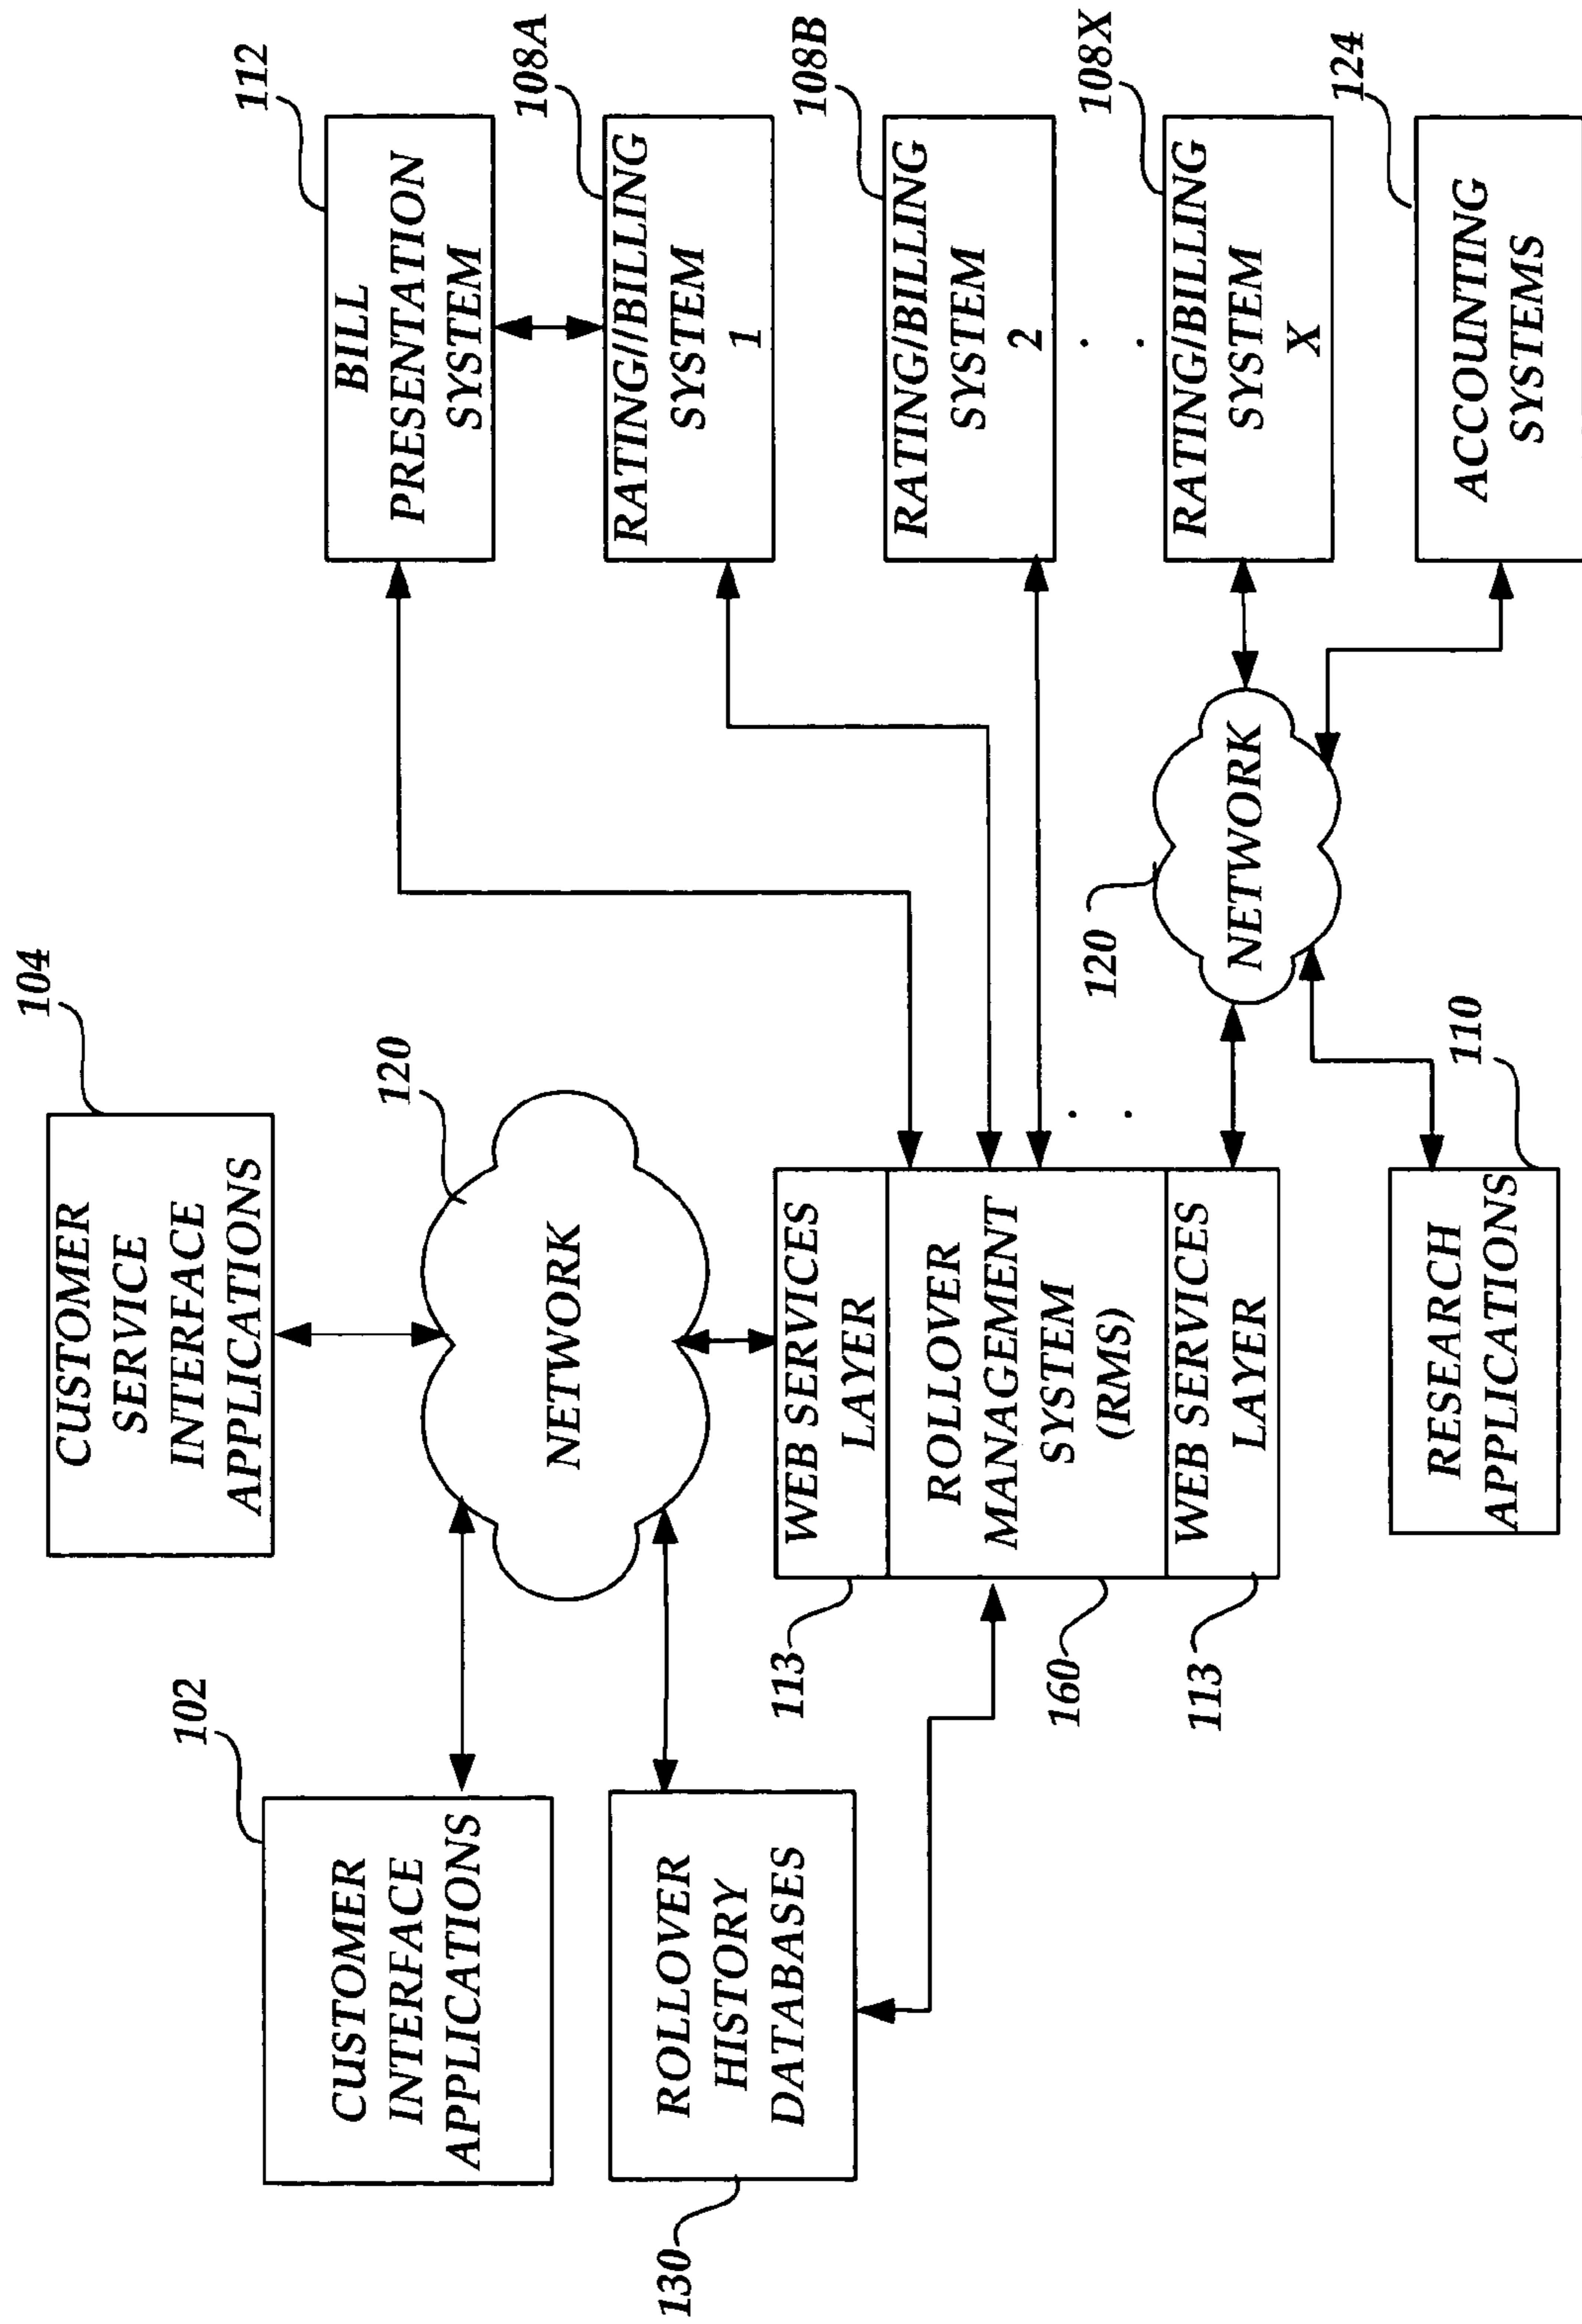 104
CUSTOMER
SERVICE
INTERFACE
APPLICATIONS
102
CUSTOMER
INTERFACE
APPLICATIONS
120
NETWORK
112
BILL
PRESENTATION
SYSTEM
108A
RATING//BILLING
SYSTEM
1
130
ROLLOVER
HISTORY
DATABASES
113
WEB SERVICES
LAYER
160
ROLLOVER
MANAGEMENT
SYSTEM
(RMS)
113
WEB SERVICES
LAYER
108B
RATING/BILLING
SYSTEM
2
.
.
.
.
108X
RATING/BILLING
SYSTEM
X
120
NETWORK
110
RESEARCH
APPLICATIONS
124
ACCOUNTING
SYSTEMS